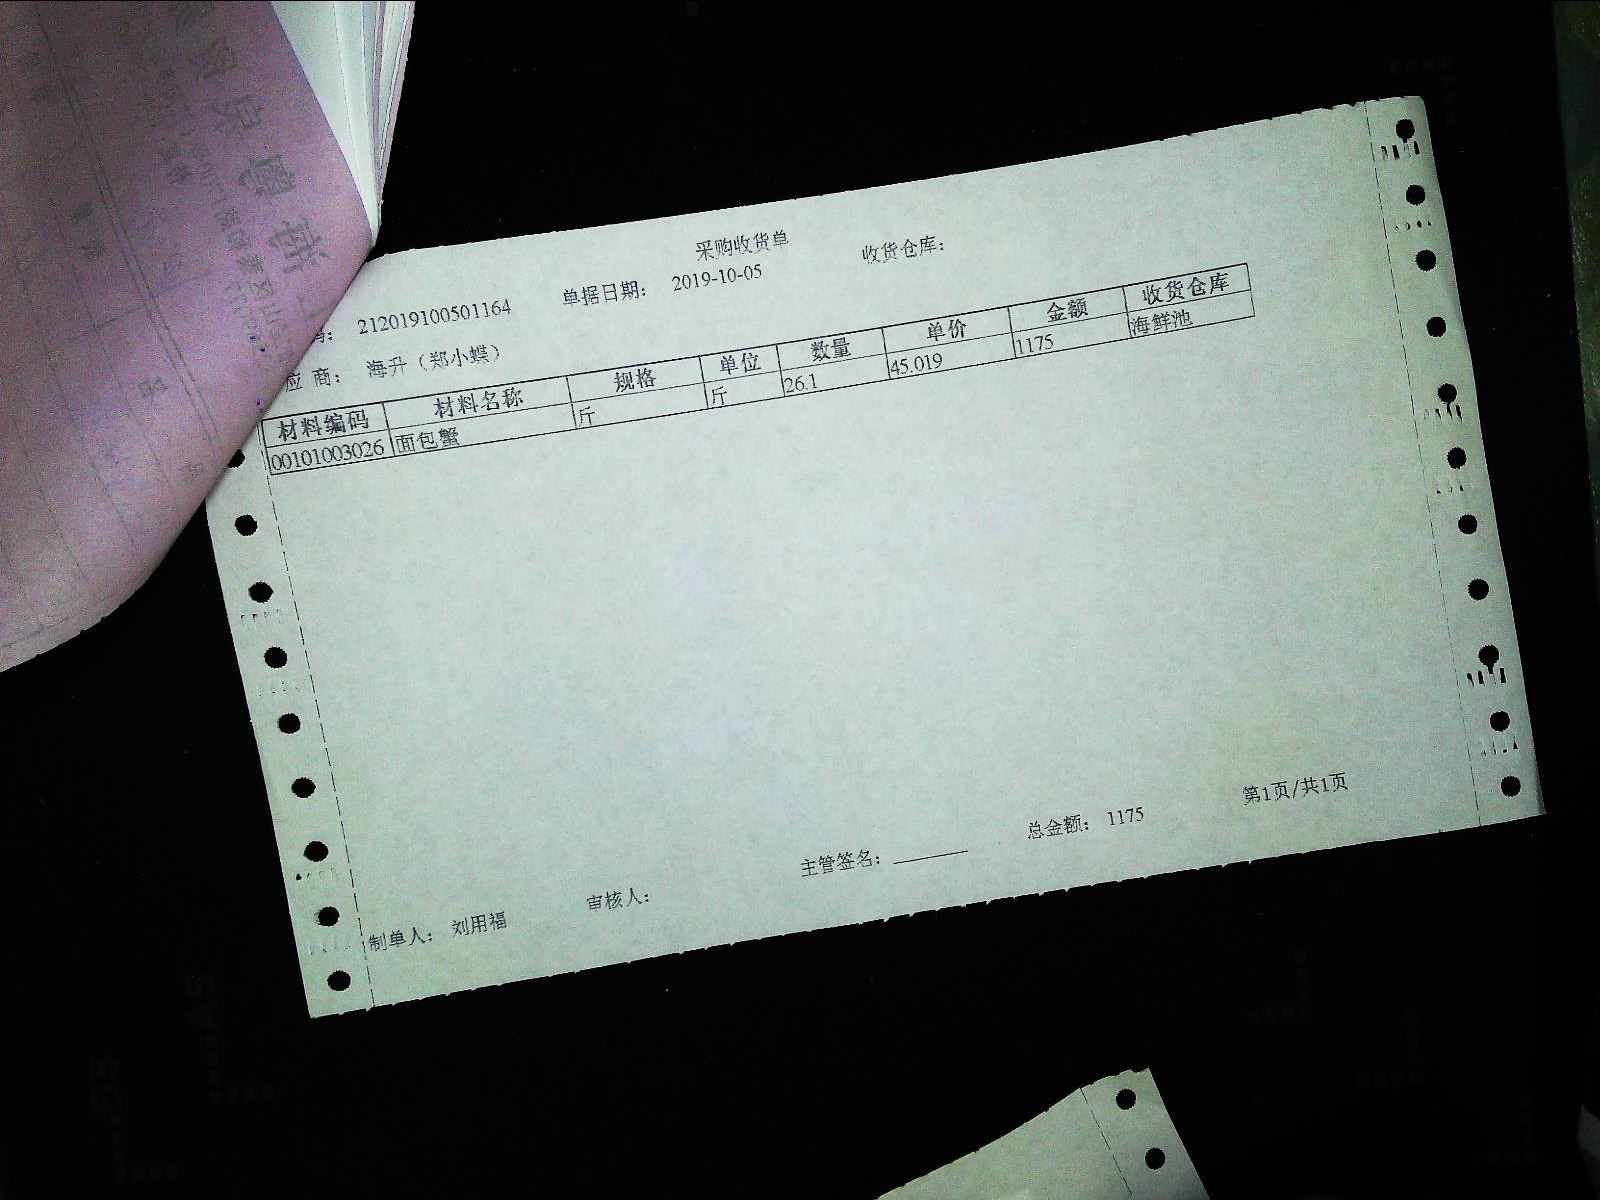 采购收货单
码: 212019100501164 单据日期: 2019-10-05 收货仓库:
应 商: 海升（郑小蝶）
材料编码 材料名称 规格 单位 数量 单价 金额 收货仓库
00101003026 面包蟹 斤 斤 26.1 45.019 1175 海鲜池
制单人: 刘用福 审核人: 主管签名: 总金额: 1175 第1页/共1页